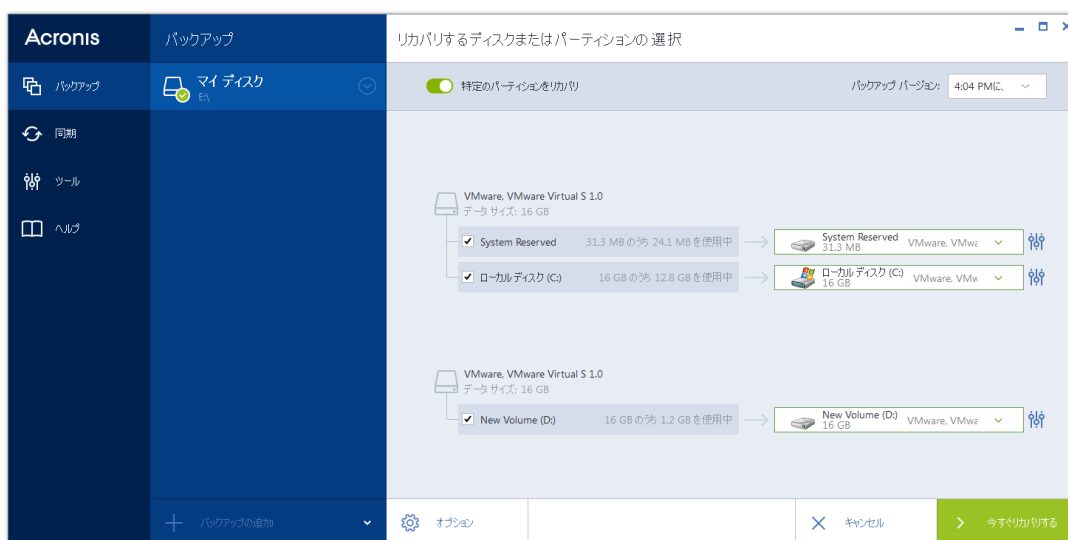 Acronis
バックアップ
リカバリするディスクまたはパーティションの選択
バックアップ
マイ ディスク
E:\
特定のパーティションをリカバリ
バックアップ バージョン:
4:04 PMに、
同期
ツール
ヘルプ
VMware, VMware Virtual S 1.0
データ サイズ: 16 GB
System Reserved
31.3 MB のうち 24.1 MB を使用中
System Reserved
31.3 MB
VMware, VMwa
ローカル ディスク (C:)
16 GB のうち 12.8 GB を使用中
ローカル ディスク (C:)
16 GB
VMware, VMw
VMware, VMware Virtual S 1.0
データ サイズ: 16 GB
New Volume (D:)
16 GB のうち 1.2 GB を使用中
New Volume (D:)
16 GB
VMware, VMwa
バックアップの追加
オプション
キャンセル
今すぐリカバリする